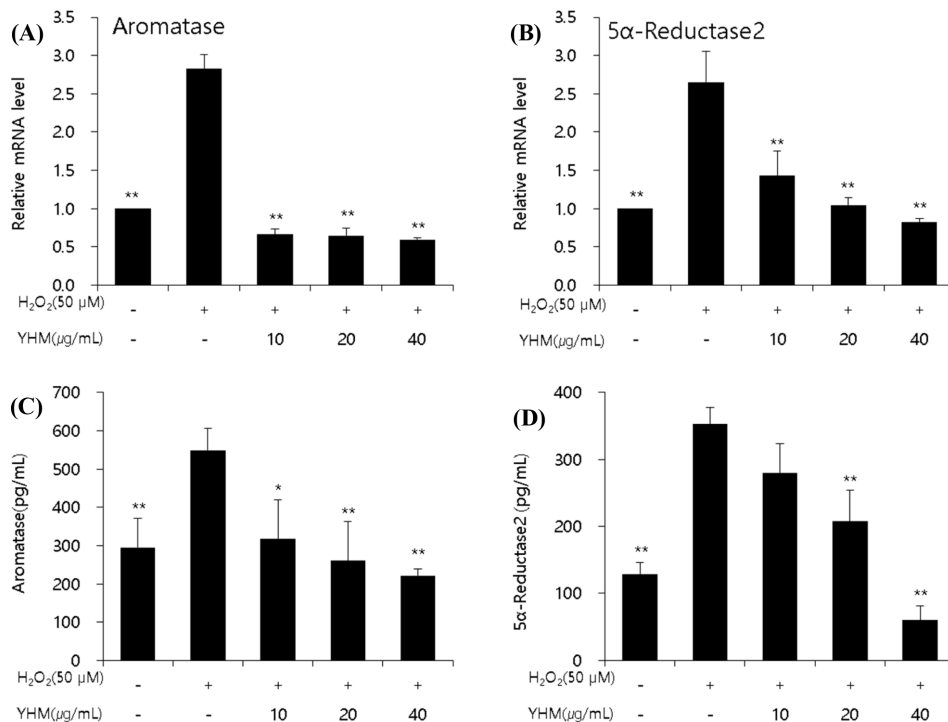 (A) Aromatase
Relative mRNA level
3.5
3.0
2.5
2.0
1.5
1.0
0.5
0.0
** ** ** **
H₂O₂(50 μM) - + + + +
YHM(μg/mL) - - 10 20 40
(B) 5α-Reductase2
Relative mRNA level
3.5
3.0
2.5
2.0
1.5
1.0
0.5
0.0
** ** ** **
H₂O₂(50 μM) - + + + +
YHM(μg/mL) - - 10 20 40
(C)
Aromatase(pg/mL)
700
600
500
400
300
200
100
0
** * ** **
H₂O₂(50 μM) - + + + +
YHM(μg/mL) - - 10 20 40
(D)
5α-Reductase2 (pg/mL)
400
300
200
100
0
** ** **
H₂O₂(50 μM) - + + + +
YHM(μg/mL) - - 10 20 40